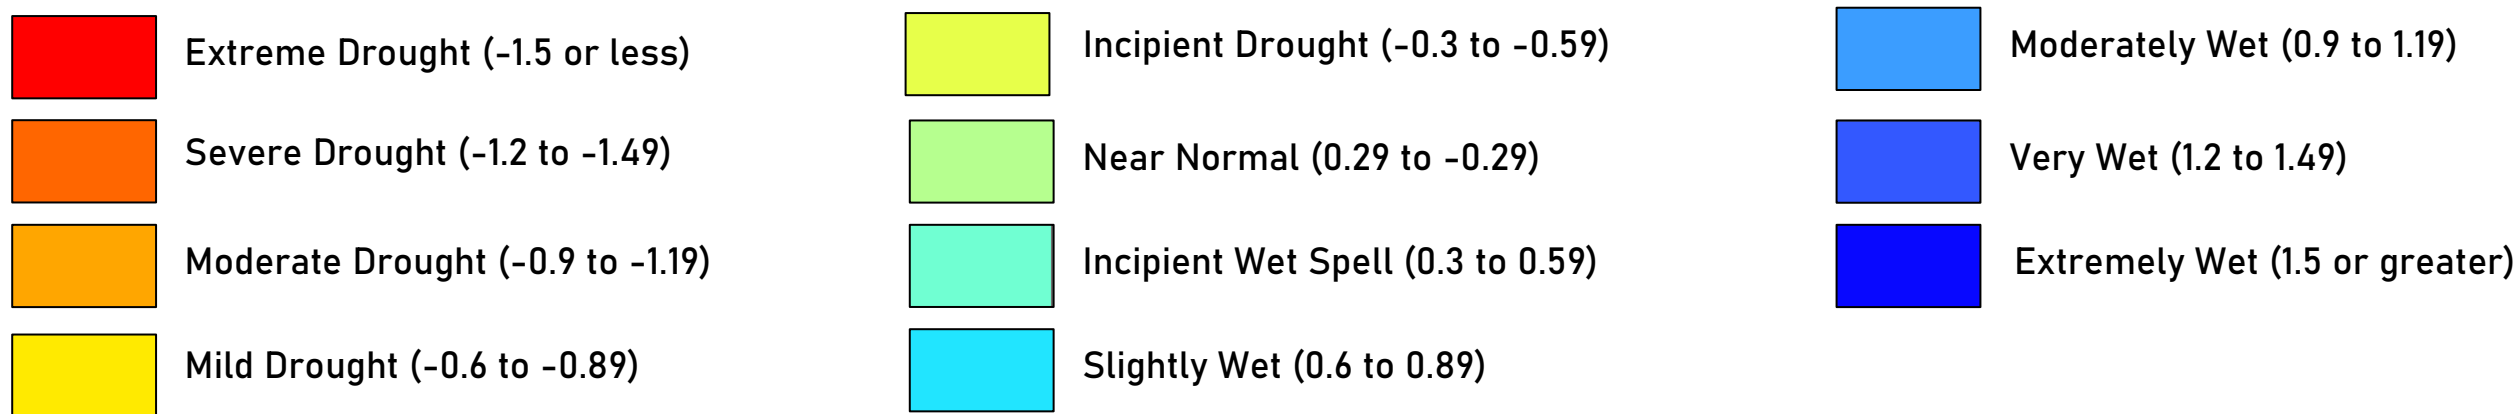 Extreme Drought (-1.5 or less)
Severe Drought (-1.2 to -1.49)
Moderate Drought (-0.9 to -1.19)
Mild Drought (-0.6 to -0.89)
Incipient Drought (-0.3 to -0.59)
Near Normal (0.29 to -0.29)
Incipient Wet Spell (0.3 to 0.59)
Slightly Wet (0.6 to 0.89)
Moderately Wet (0.9 to 1.19)
Very Wet (1.2 to 1.49)
Extremely Wet (1.5 or greater)